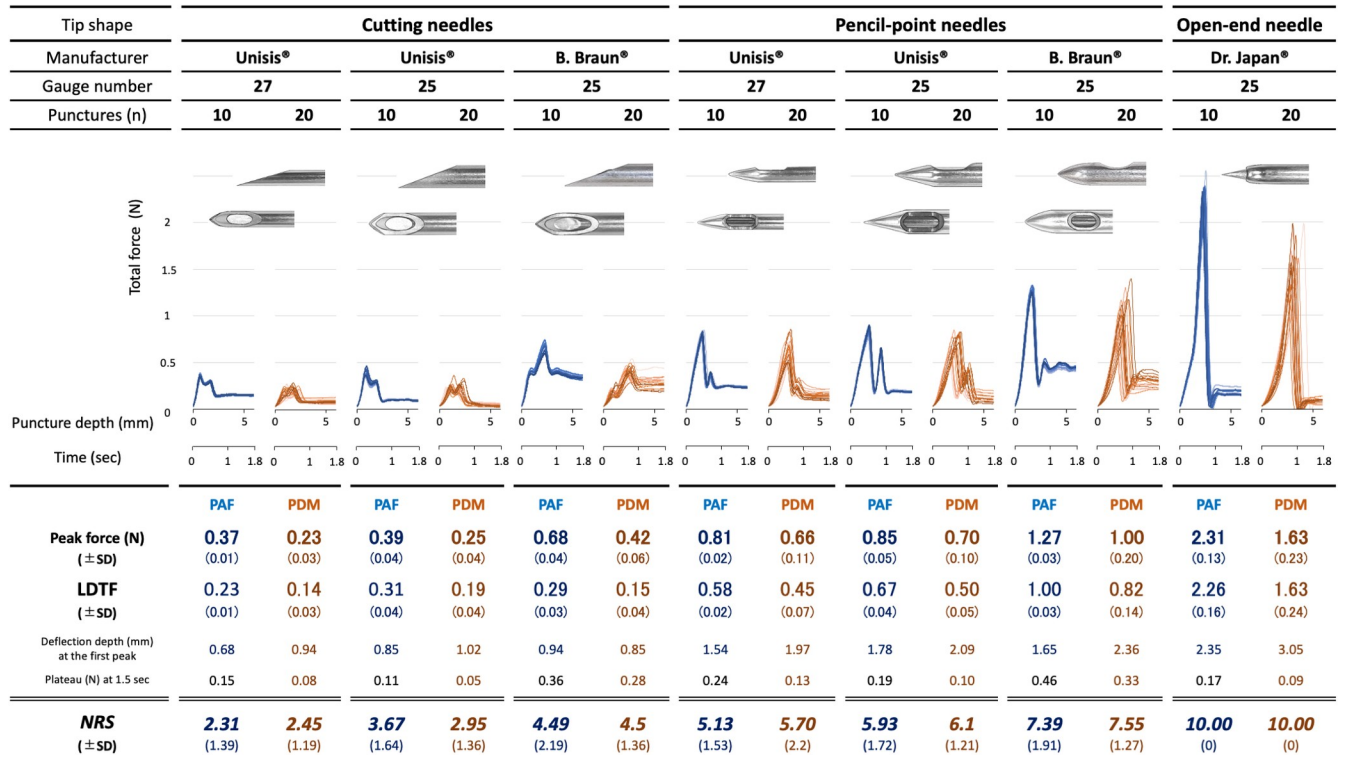 Tip shape Cutting needles Pencil-point needles Open-end needle
Manufacturer Unisis® Unisis® B. Braun® Unisis® Unisis® B. Braun® Dr. Japan®
Gauge number 27 25 25 27 25 25 25
Punctures (n) 10 20 10 20 10 20 10 20 10 20 10 20 10 20
Total force (N)
2
1.5
1
0.5
0
Puncture depth (mm) 0 5 0 5 0 5 0 5 0 5 0 5 0 5 0 5 0 5 0 5 0 5 0 5 0 5 0 5
Time (sec) 0 1 1.8 0 1 1.8 0 1 1.8 0 1 1.8 0 1 1.8 0 1 1.8 0 1 1.8 0 1 1.8 0 1 1.8 0 1 1.8 0 1 1.8 0 1 1.8 0 1 1.8 0 1 1.8
PAF PDM PAF PDM PAF PDM PAF PDM PAF PDM PAF PDM PAF PDM
Peak force (N) 0.37 0.23 0.39 0.25 0.68 0.42 0.81 0.66 0.85 0.70 1.27 1.00 2.31 1.63
(±SD) (0.01) (0.03) (0.04) (0.04) (0.04) (0.06) (0.02) (0.11) (0.05) (0.10) (0.03) (0.20) (0.13) (0.23)
LDTF 0.23 0.14 0.31 0.19 0.29 0.15 0.58 0.45 0.67 0.50 1.00 0.82 2.26 1.63
(±SD) (0.01) (0.03) (0.04) (0.04) (0.03) (0.04) (0.02) (0.07) (0.04) (0.05) (0.03) (0.14) (0.16) (0.24)
Deflection depth (mm)
at the first peak 0.68 0.94 0.85 1.02 0.94 0.85 1.54 1.97 1.78 2.09 1.65 2.36 2.35 3.05
Plateau (N) at 1.5 sec 0.15 0.08 0.11 0.05 0.36 0.28 0.24 0.13 0.19 0.10 0.46 0.33 0.17 0.09
NRS 2.31 2.45 3.67 2.95 4.49 4.5 5.13 5.70 5.93 6.1 7.39 7.55 10.00 10.00
(±SD) (1.39) (1.19) (1.64) (1.36) (2.19) (1.36) (1.53) (2.2) (1.72) (1.21) (1.91) (1.27) (0) (0)